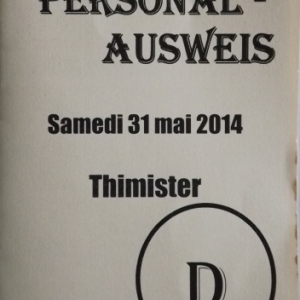 PERSONAL -
AUSWEIS
Samedi 31 mai 2014
Thimister
D